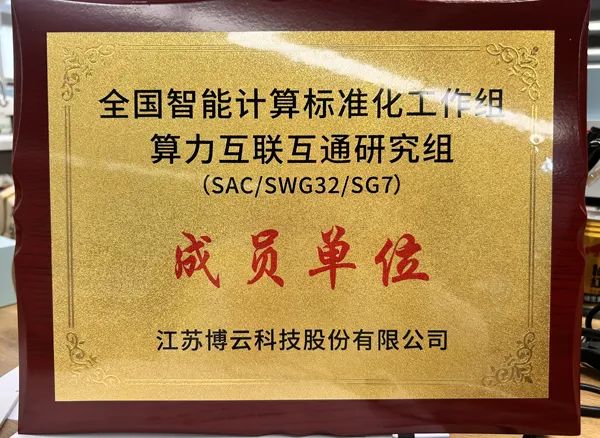 全国智能计算标准化工作组
算力互联互通研究组
（SAC/SWG32/SG7）
成员单位
江苏博云科技股份有限公司